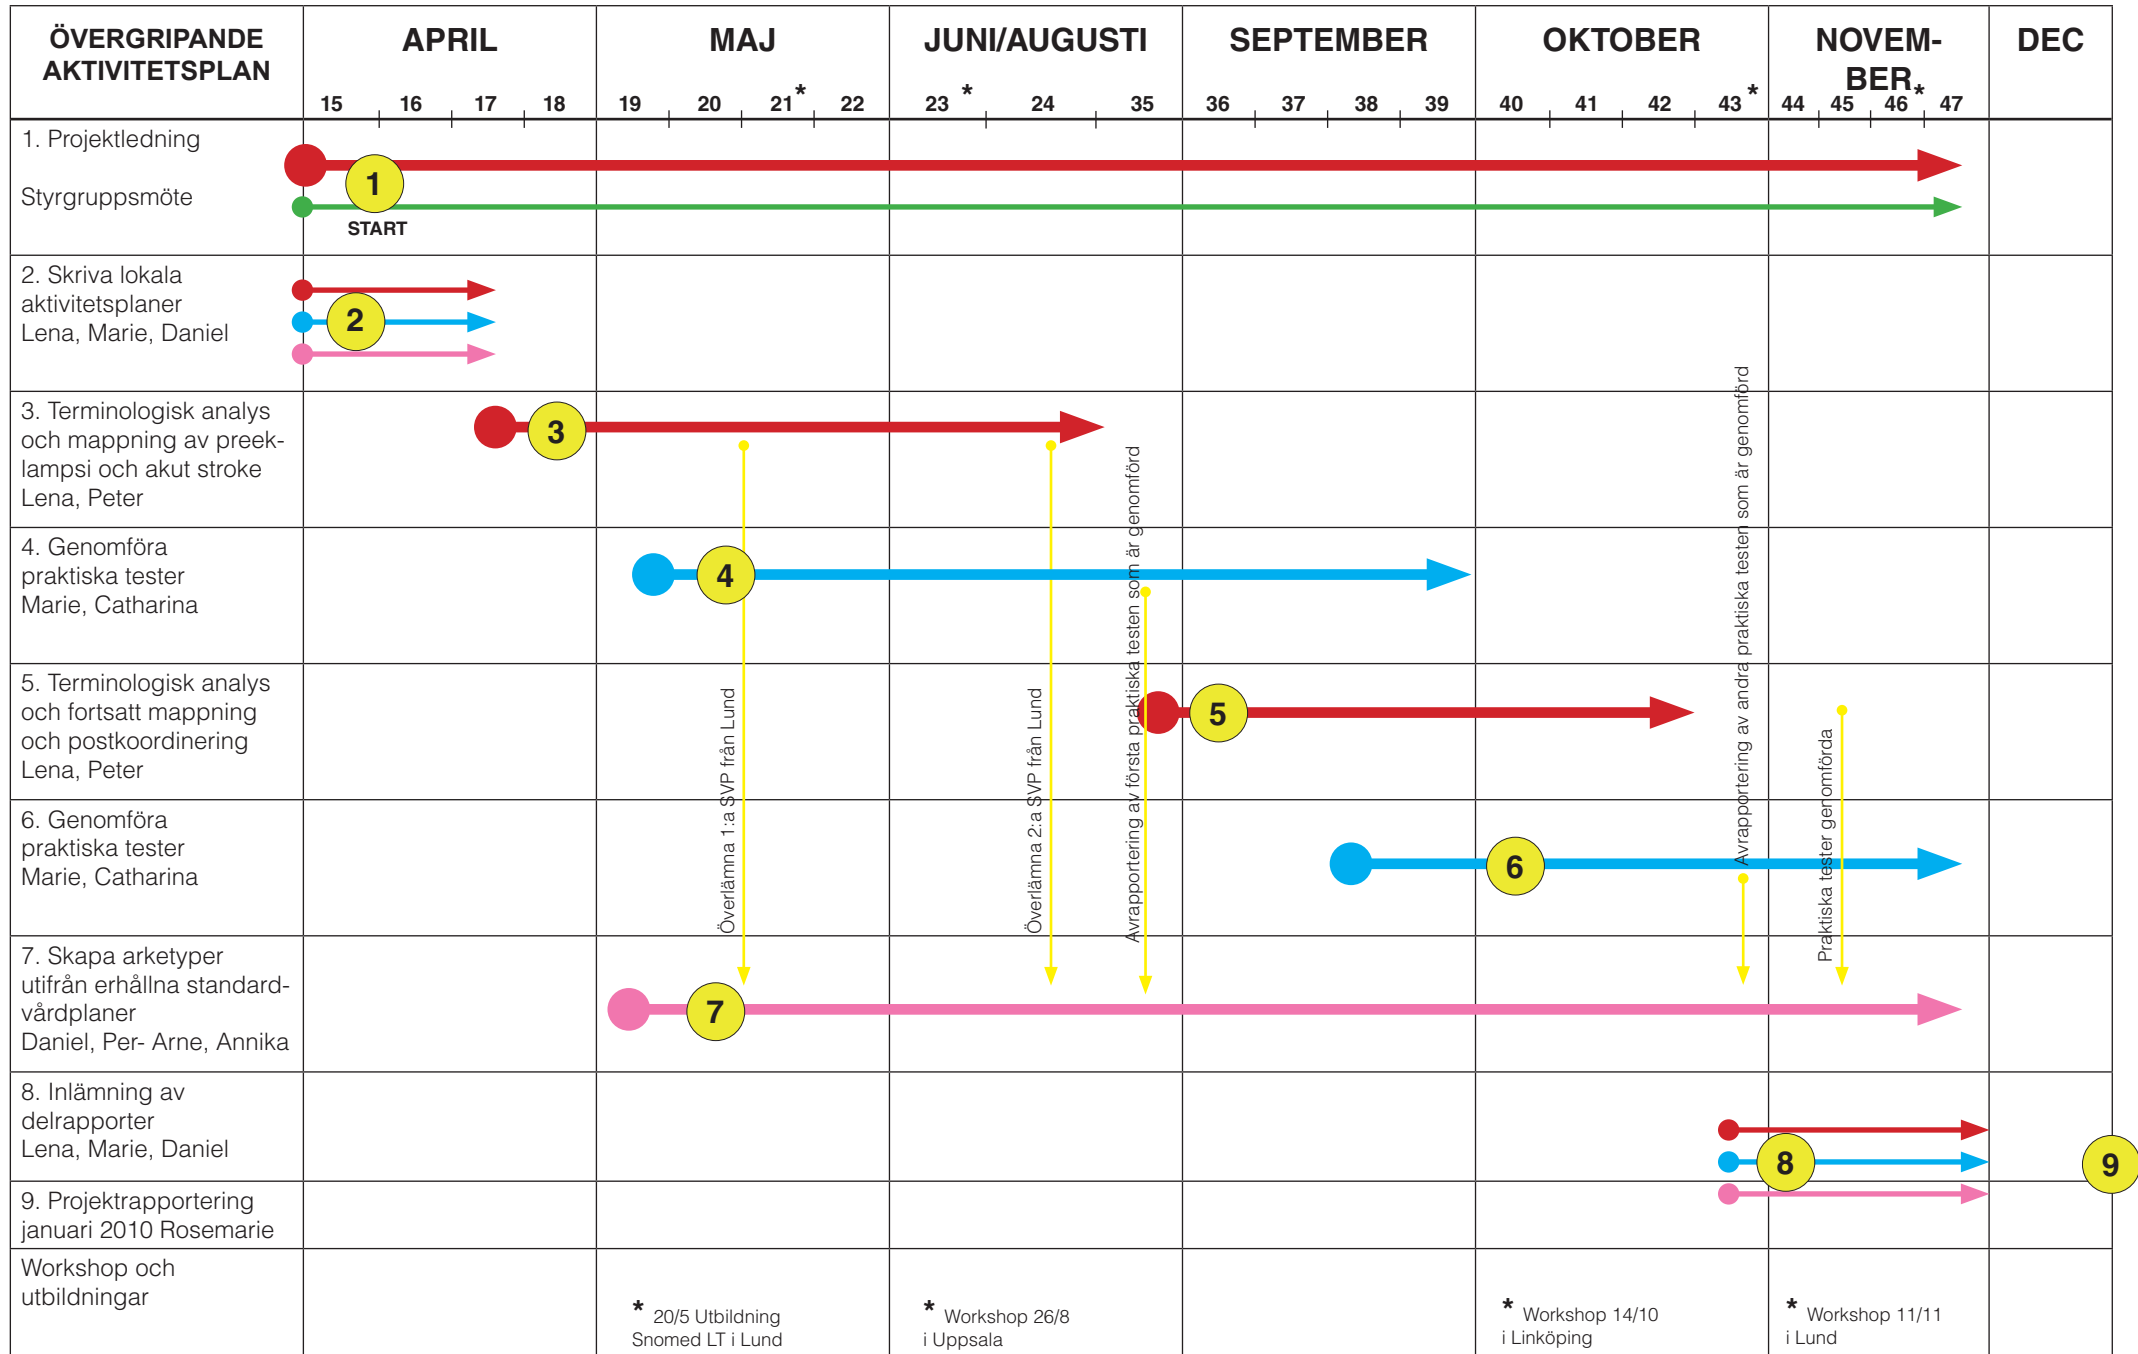 ÖVERGRIPANDE
AKTIVITETSPLAN
APRIL
MAJ
JUNI/AUGUSTI
SEPTEMBER
OKTOBER
NOVEM-
BER
DEC
15 16 17 18 19 20 21* 22 23 * 24 35 36 37 38 39 40 41 42 43* 44 45 46* 47
1. Projektledning
Styrgruppsmöte
1
START
2. Skriva lokala
aktivitetsplaner
Lena, Marie, Daniel
2
3. Terminologisk analys
och mappning av preek-
lampsi och akut stroke
Lena, Peter
3
4. Genomföra
praktiska tester
Marie, Catharina
4
5. Terminologisk analys
och fortsatt mappning
och postkoordinering
Lena, Peter
5
6. Genomföra
praktiska tester
Marie, Catharina
6
Överlämna 1:a SVP från Lund
Överlämna 2:a SVP från Lund
Avrapportering av första praktiska testen som är genomförd
Avrapportering av andra praktiska testen som är genomförd
Praktiska tester genomförda
7. Skapa arketyper
utifrån erhållna standard-
vårdplaner
Daniel, Per- Arne, Annika
7
8. Inlämning av
delrapporter
Lena, Marie, Daniel
8
9
9. Projektrapportering
januari 2010 Rosemarie
Workshop och
utbildningar
* 20/5 Utbildning
Snomed LT i Lund
* Workshop 26/8
i Uppsala
* Workshop 14/10
i Linköping
* Workshop 11/11
i Lund